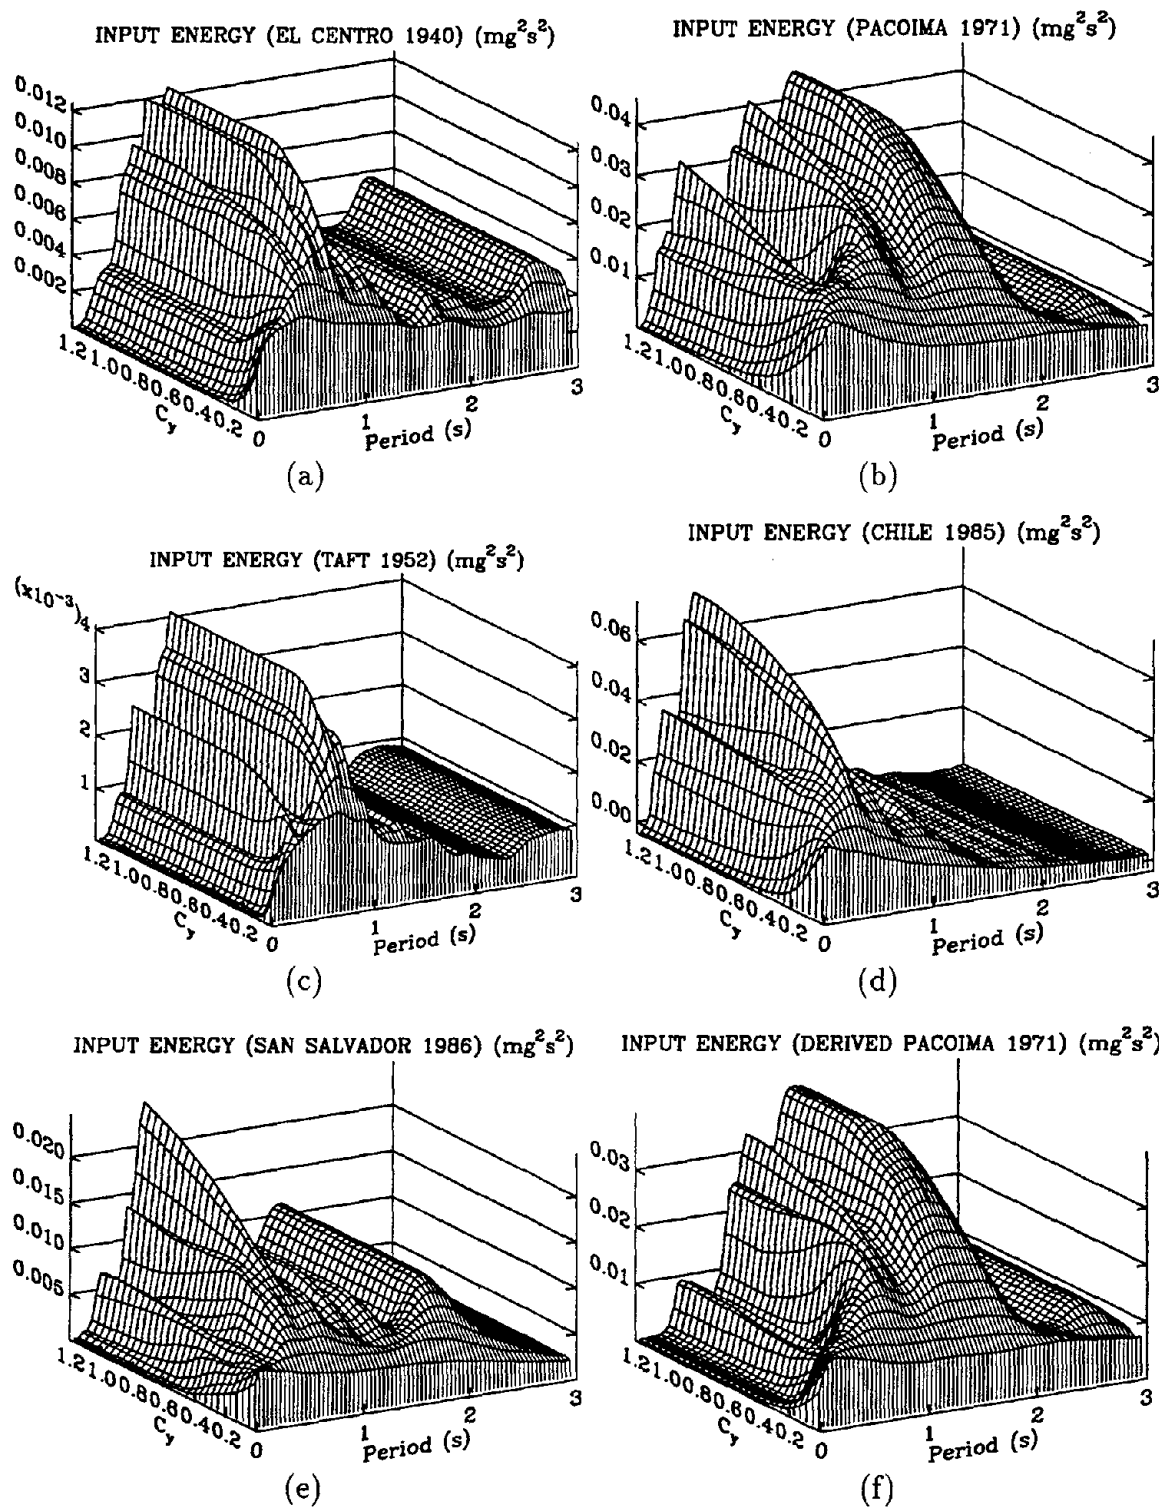 INPUT ENERGY (EL CENTRO 1940) (mg²s²)
0.012
0.010
0.008
0.006
0.004
0.002
1.21.00.80.60.40.2
C_y
0
1
2
3
Period (s)
(a)
INPUT ENERGY (PACOIMA 1971) (mg²s²)
0.04
0.03
0.02
0.01
1.21.00.80.60.40.2
C_y
0
1
2
3
Period (s)
(b)
INPUT ENERGY (TAFT 1952) (mg²s²)
(x10⁻³)
4
3
2
1
1.21.00.80.60.40.2
C_y
0
1
2
3
Period (s)
(c)
INPUT ENERGY (CHILE 1985) (mg²s²)
0.06
0.04
0.02
0.00
1.21.00.80.60.40.2
C_y
0
1
2
3
Period (s)
(d)
INPUT ENERGY (SAN SALVADOR 1986) (mg²s²)
0.020
0.015
0.010
0.005
1.21.00.80.60.40.2
C_y
0
1
2
3
Period (s)
(e)
INPUT ENERGY (DERIVED PACOIMA 1971) (mg²s²)
0.03
0.02
0.01
1.21.00.80.60.40.2
C_y
0
1
2
3
Period (s)
(f)